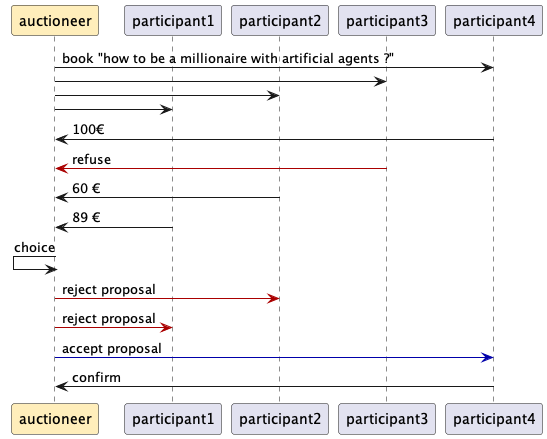 auctioneer participant1 participant2 participant3 participant4
book "how to be a millionaire with artificial agents ?"
100€
refuse
60 €
89 €
choice
reject proposal
reject proposal
accept proposal
confirm
auctioneer participant1 participant2 participant3 participant4